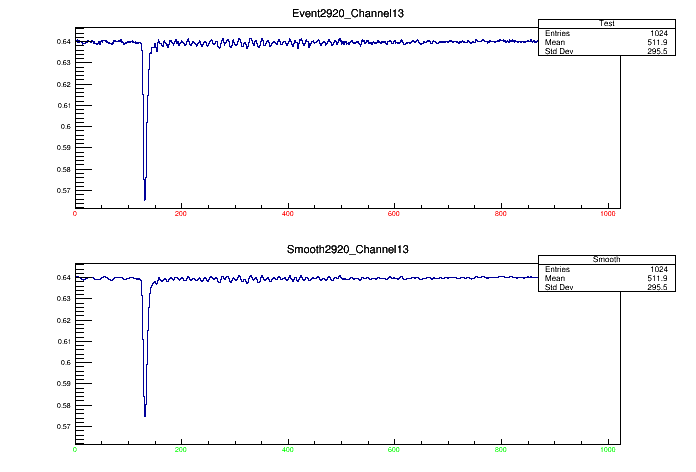 Event2920_Channel13
Test
Entries 1024
Mean 511.9
Std Dev 295.5
0.64
0.63
0.62
0.61
0.6
0.59
0.58
0.57
0 200 400 600 800 1000
Smooth2920_Channel13
Smooth
Entries 1024
Mean 511.9
Std Dev 295.5
0.64
0.63
0.62
0.61
0.6
0.59
0.58
0.57
0 200 400 600 800 1000